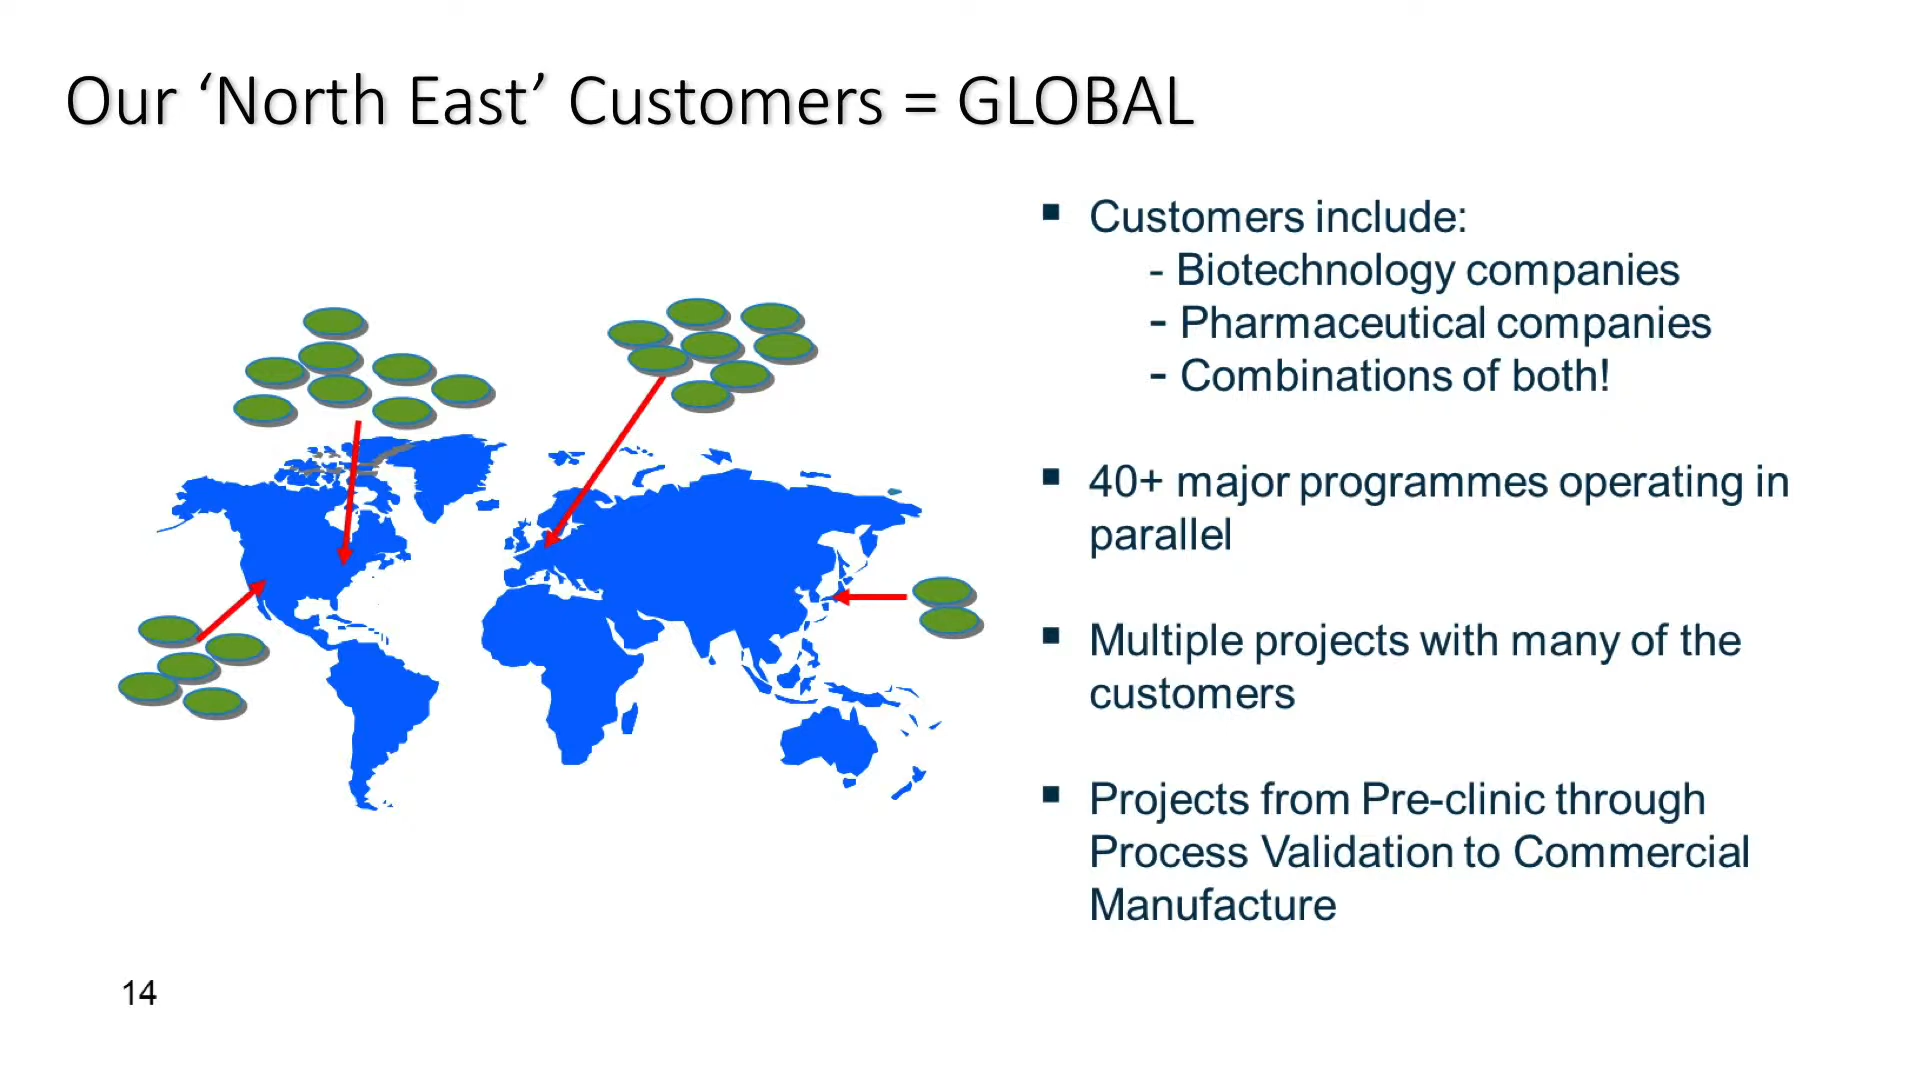 Our ‘North East’ Customers = GLOBAL
▪ Customers include:
- Biotechnology companies
- Pharmaceutical companies
- Combinations of both!
▪ 40+ major programmes operating in
parallel
▪ Multiple projects with many of the
customers
▪ Projects from Pre-clinic through
Process Validation to Commercial
Manufacture
14